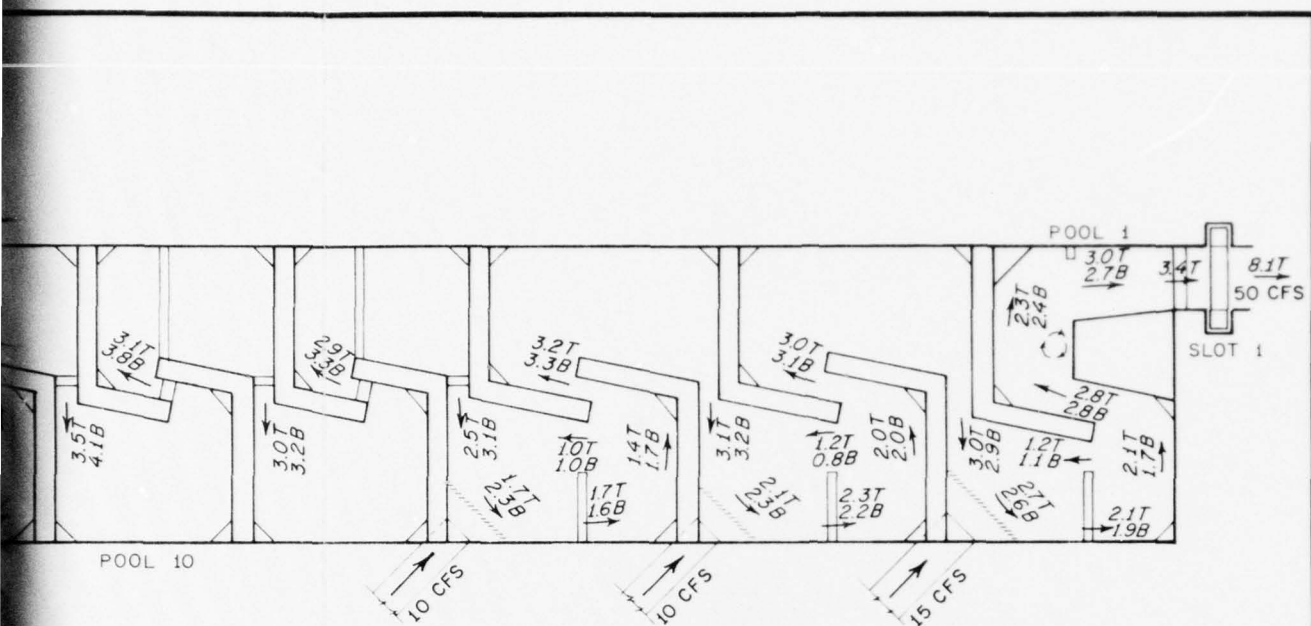 POOL 1
3.0T
2.7B
3.4T
8.1T
50 CFS
SLOT 1
2.3T
2.4B
3.1T
3.8B
2.9T
3.3B
3.2T
3.3B
3.0T
3.1B
2.8T
2.8B
3.5T
4.1B
3.0T
3.2B
2.5T
3.1B
1.0T
1.0B
1.4T
1.7B
3.1T
3.2B
1.2T
0.8B
2.0T
2.0B
3.0T
2.9B
1.2T
1.1B
2.1T
1.7B
1.7T
2.3B
1.7T
1.6B
2.1T
2.3B
2.3T
2.2B
2.7T
2.6B
2.1T
1.9B
POOL 10
10 CFS
10 CFS
15 CFS